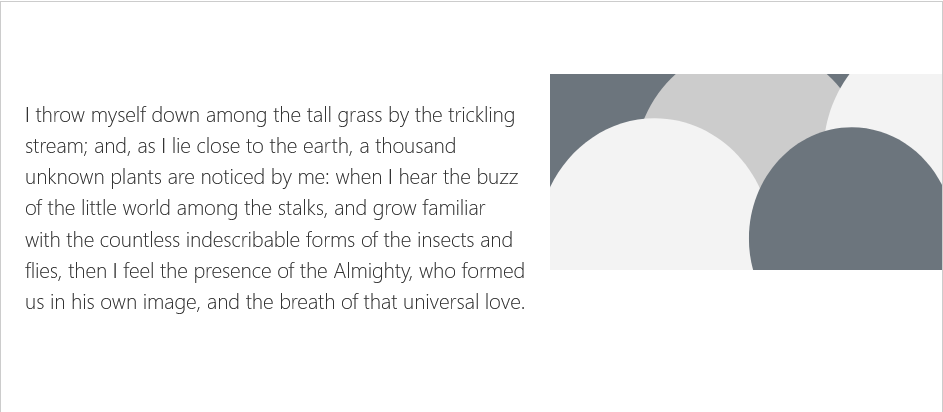 I throw myself down among the tall grass by the trickling
stream; and, as I lie close to the earth, a thousand
unknown plants are noticed by me: when I hear the buzz
of the little world among the stalks, and grow familiar
with the countless indescribable forms of the insects and
flies, then I feel the presence of the Almighty, who formed
us in his own image, and the breath of that universal love.